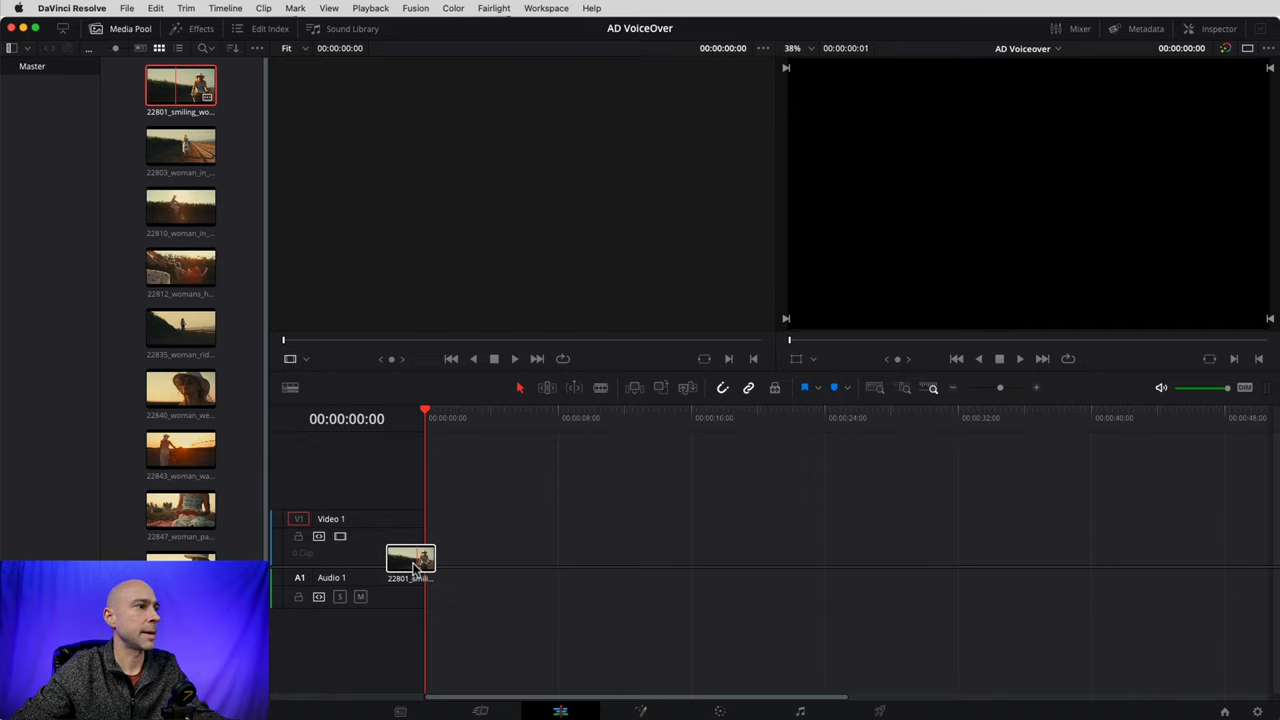 DaVinci Resolve File Edit Trim Timeline Clip Mark View Playback Fusion Color Fairlight Workspace Help
Media Pool Effects Edit Index Sound Library AD VoiceOver Mixer Metadata Inspector
... Fit 00:00:00:00 00:00:00:00 ... 38% 00:00:00:01 AD Voiceover 00:00:00:00 ...
Master
22801_smiling_wo...
22803_woman_in_...
22810_woman_in_...
22812_womans_h...
22835_woman_rid...
22840_woman_we...
22843_woman_wa...
22847_woman_pa...
DIM
00:00:00:00
00:00:00:00 00:00:08:00 00:00:16:00 00:00:24:00 00:00:32:00 00:00:40:00 00:00:48:00
V1 Video 1
0 Clip
A1 Audio 1 22801_smili...
S M